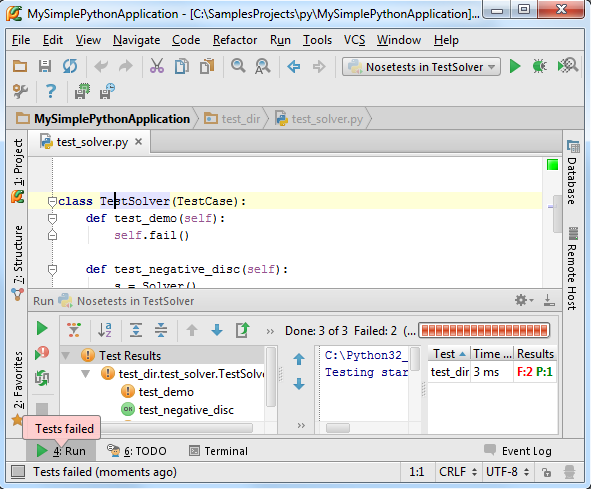 MySimplePythonApplication - [C:\SamplesProjects\py\MySimplePythonApplication]...
File Edit View Navigate Code Refactor Run Tools VCS Window Help
Nosetests in TestSolver
MySimplePythonApplication test_dir test_solver.py
test_solver.py
1: Project
2: Structure
2: Favorites
Database
Remote Host
class TestSolver(TestCase):
def test_demo(self):
self.fail()
def test_negative_disc(self):
s = Solver()
Run Nosetests in TestSolver
Done: 3 of 3 Failed: 2 (...
Test Results
test_dir.test_solver.TestSolve
test_demo
OK test_negative_disc
C:\Python32_
Testing star
Test Time ... Results
test_dir 3 ms F:2 P:1
Tests failed
4: Run 6: TODO Terminal Event Log
Tests failed (moments ago) 1:1 CRLF UTF-8